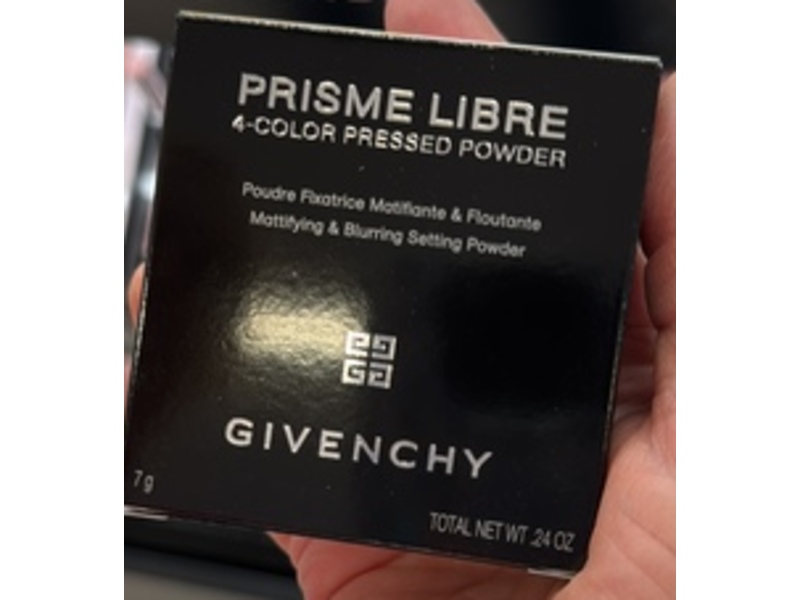 PRISME LIBRE
4-COLOR PRESSED POWDER
Poudre Fixatrice Matifiante & Floutante
Mattifying & Blurring Setting Powder
GIVENCHY
7 g
TOTAL NET WT .24 OZ